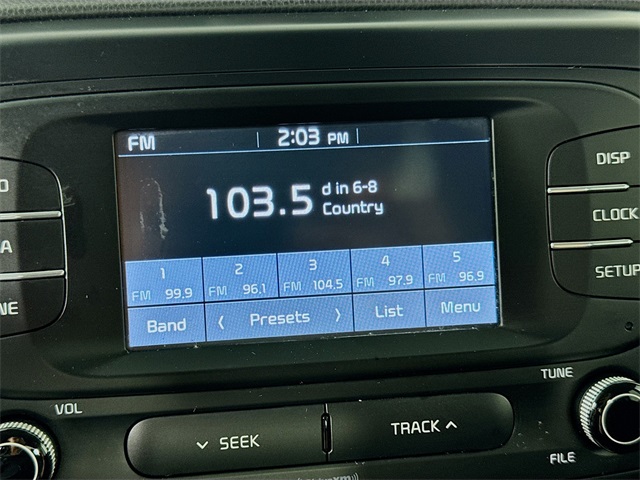 FM 2:03 PM
103.5 d in 6-8
Country
1 2 3 4 5
FM 99.9 FM 96.1 FM 104.5 FM 97.9 FM 96.9
Band < Presets > List Menu
DISP
CLOCK
SETUP
VOL
TUNE
SEEK
TRACK
FILE